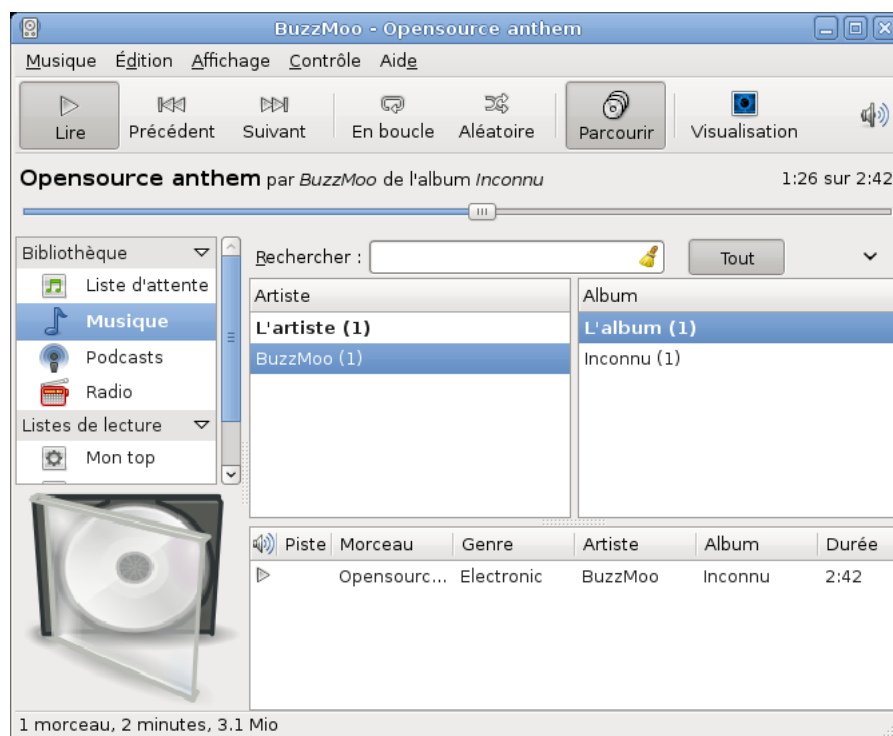 BuzzMoo - Opensource anthem
Musique Édition Affichage Contrôle Aide
Lire Précédent Suivant En boucle Aléatoire Parcourir Visualisation
Opensource anthem par BuzzMoo de l'album Inconnu 1:26 sur 2:42
Bibliothèque
Liste d'attente
Musique
Podcasts
Radio
Listes de lecture
Mon top
Rechercher : Tout
Artiste
L'artiste (1)
BuzzMoo (1)
Album
L'album (1)
Inconnu (1)
Piste Morceau Genre Artiste Album Durée
Opensourc... Electronic BuzzMoo Inconnu 2:42
1 morceau, 2 minutes, 3.1 Mio